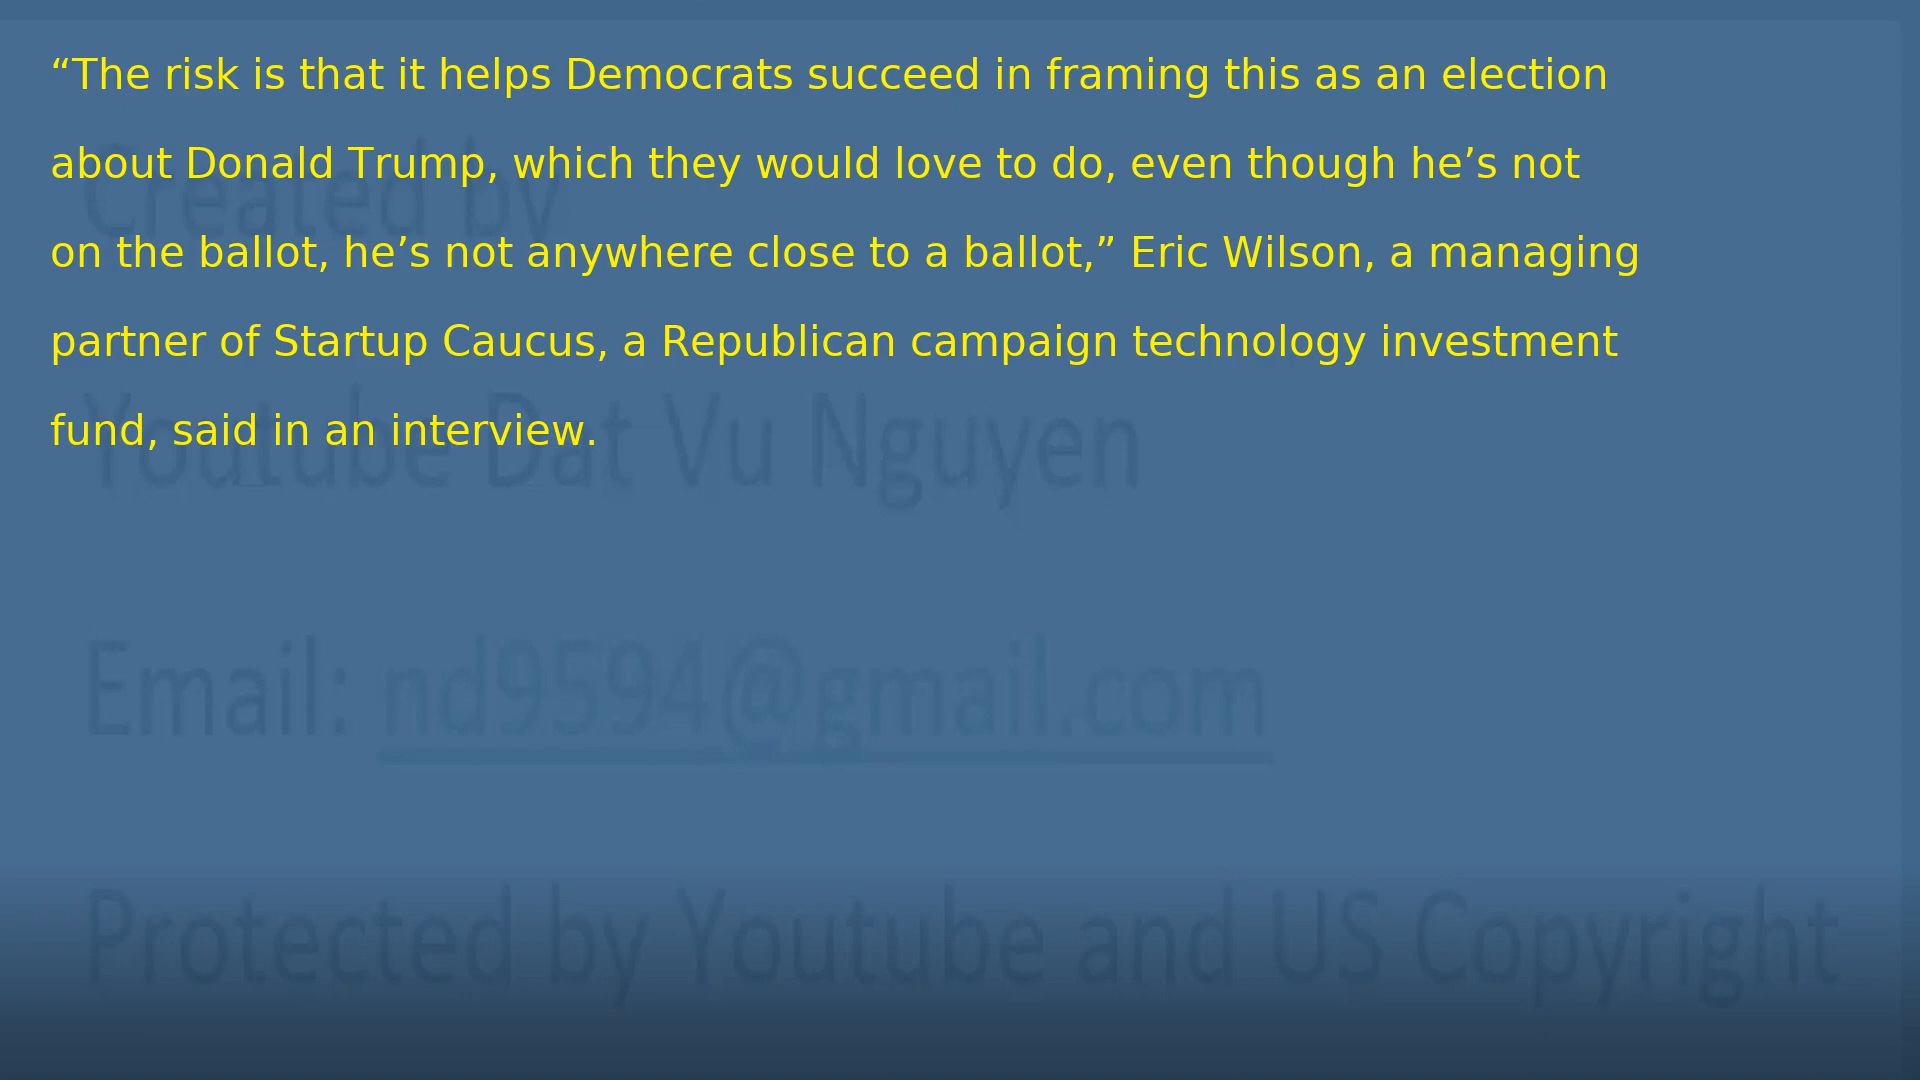 “The risk is that it helps Democrats succeed in framing this as an election
about Donald Trump, which they would love to do, even though he’s not
on the ballot, he’s not anywhere close to a ballot,” Eric Wilson, a managing
partner of Startup Caucus, a Republican campaign technology investment
fund, said in an interview.
Created by
Youtube Dat Vu Nguyen
Email: nd9594@gmail.com
Protected by Youtube and US Copyright